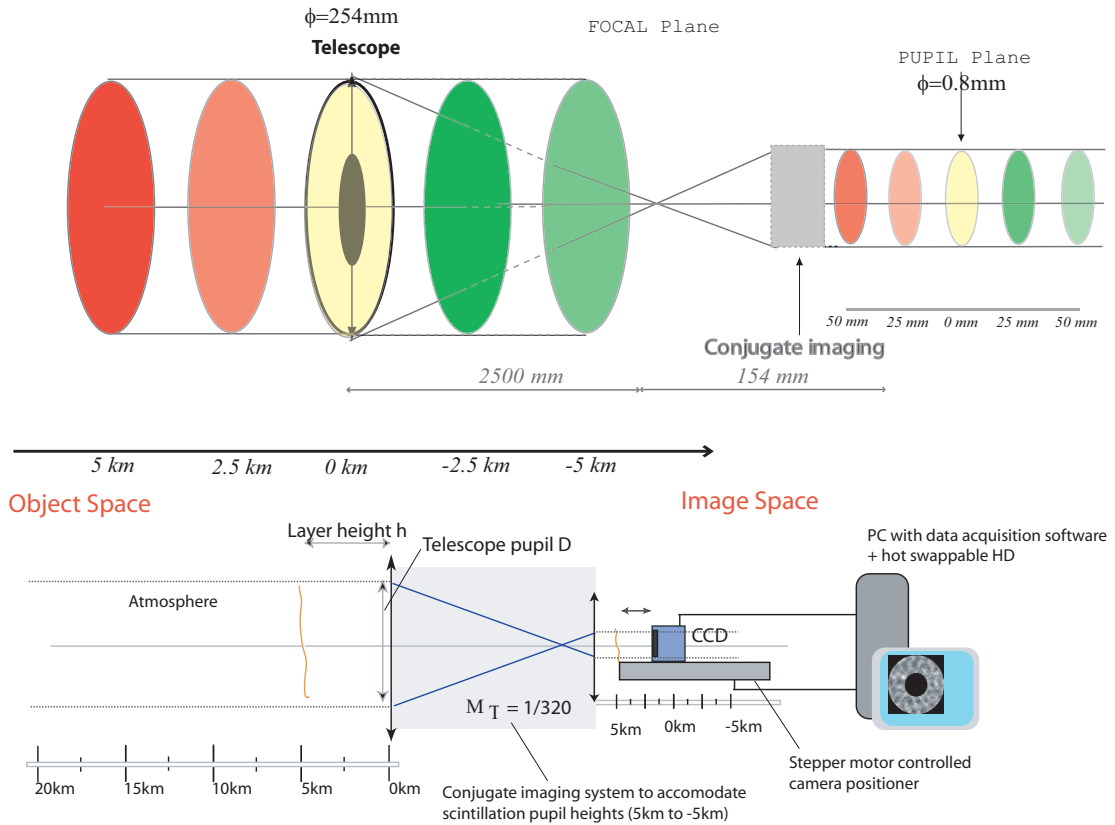 ϕ=254mm
Telescope
FOCAL Plane
PUPIL Plane
ϕ=0.8mm
50 mm 25 mm 0 mm 25 mm 50 mm
Conjugate imaging
2500 mm 154 mm
5 km 2.5 km 0 km -2.5 km -5 km
Object Space Image Space
Layer height h
Telescope pupil D
PC with data acquisition software
+ hot swappable HD
Atmosphere
CCD
M T = 1/320
5km 0km -5km
Stepper motor controlled
camera positioner
20km 15km 10km 5km 0km
Conjugate imaging system to accomodate
scintillation pupil heights (5km to -5km)